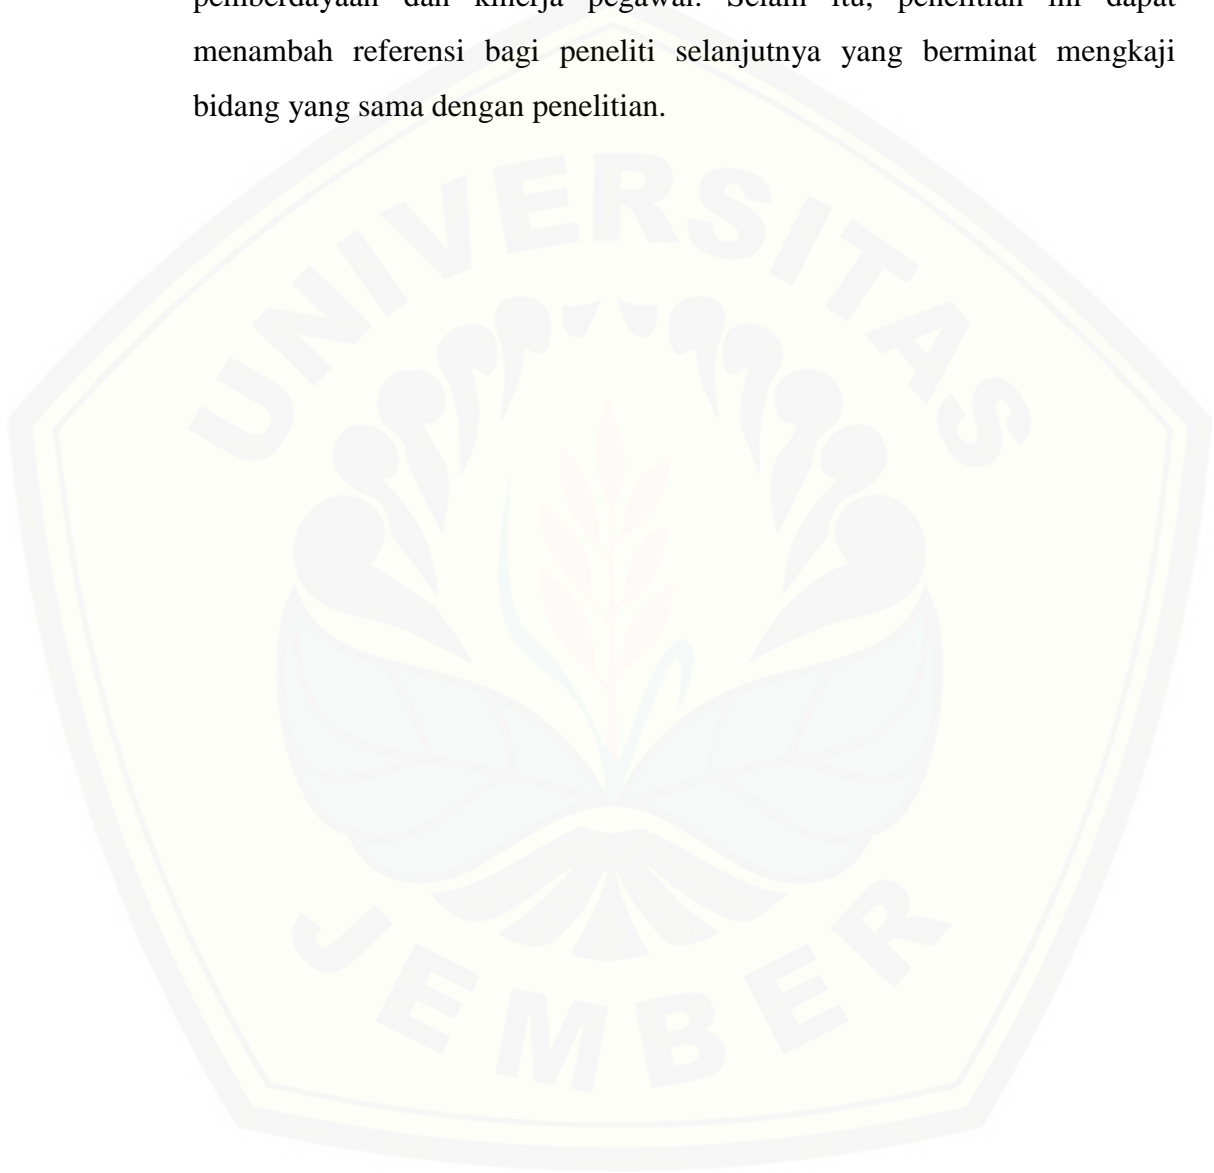 pemberdayaan dan kinerja pegawai. Selain itu, penelitian ini dapat
menambah referensi bagi peneliti selanjutnya yang berminat mengkaji
bidang yang sama dengan penelitian.
UNIVERSITAS
JEMBER